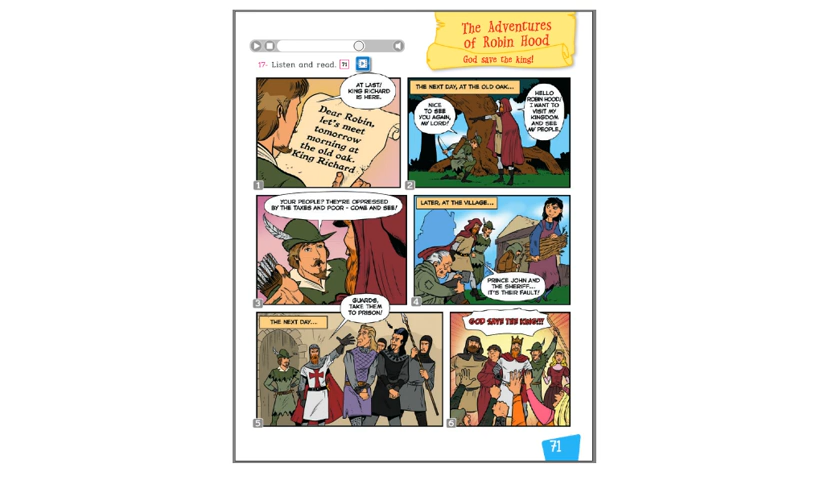 The Adventures
of Robin Hood
God save the king!
17- Listen and read. 71
AT LAST!
KING RICHARD
IS HERE.
Dear Robin,
let's meet
tomorrow
morning at
the old oak.
King Richard
1
THE NEXT DAY, AT THE OLD OAK...
NICE
TO SEE
YOU AGAIN,
MY LORD!
HELLO
ROBIN HOOD!
I WANT TO
VISIT MY
KINGDOM
AND SEE
MY PEOPLE.
2
YOUR PEOPLE? THEY'RE OPPRESSED
BY THE TAXES AND POOR - COME AND SEE!
3
LATER, AT THE VILLAGE...
PRINCE JOHN AND
THE SHERIFF...
IT'S THEIR FAULT!
4
THE NEXT DAY...
GUARDS,
TAKE THEM
TO PRISON!
5
GOD SAVE THE KING!!!
6
71